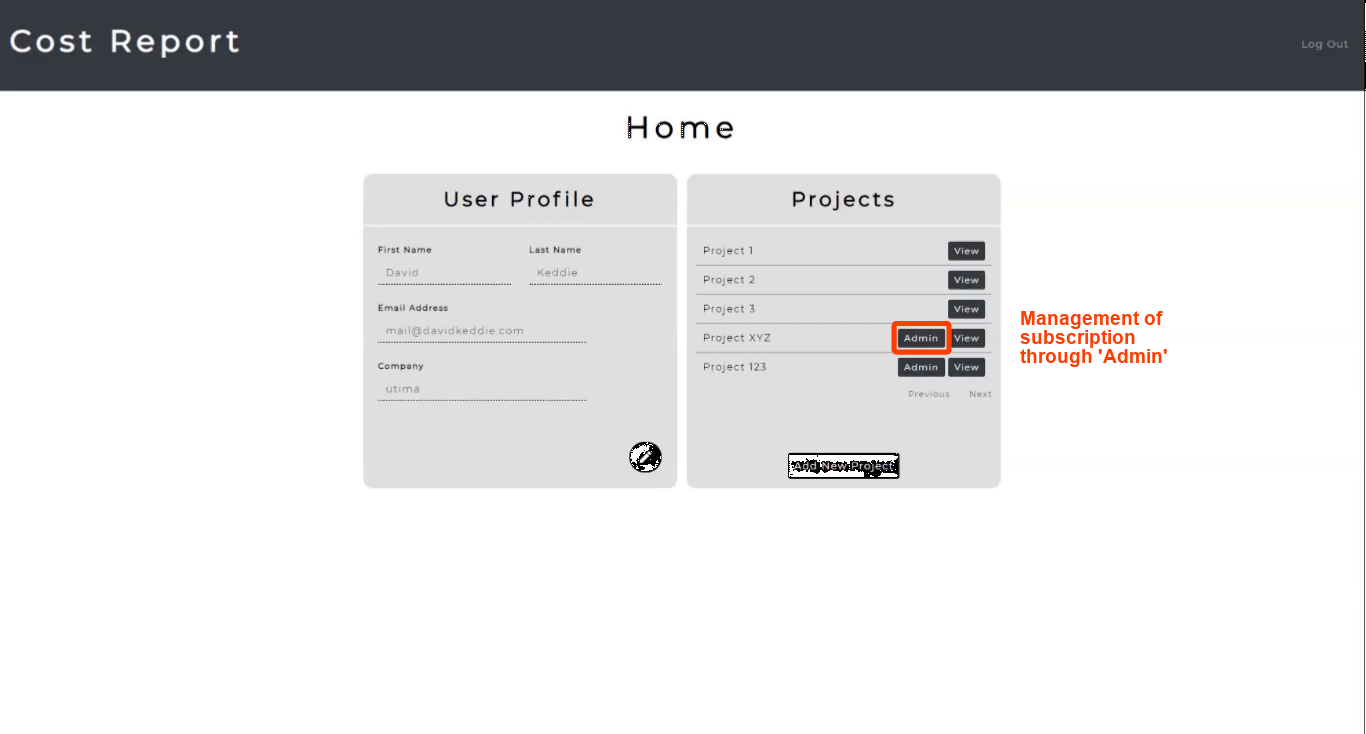 Cost Report
Log Out
Home
User Profile
First Name
Last Name
David
Keddie
Email Address
mail@davidkeddie.com
Company
utima
Projects
Project 1
View
Project 2
View
Project 3
View
Project XYZ
Admin
View
Project 123
Admin
View
Previous
Next
Add New Project
Management of
subscription
through 'Admin'